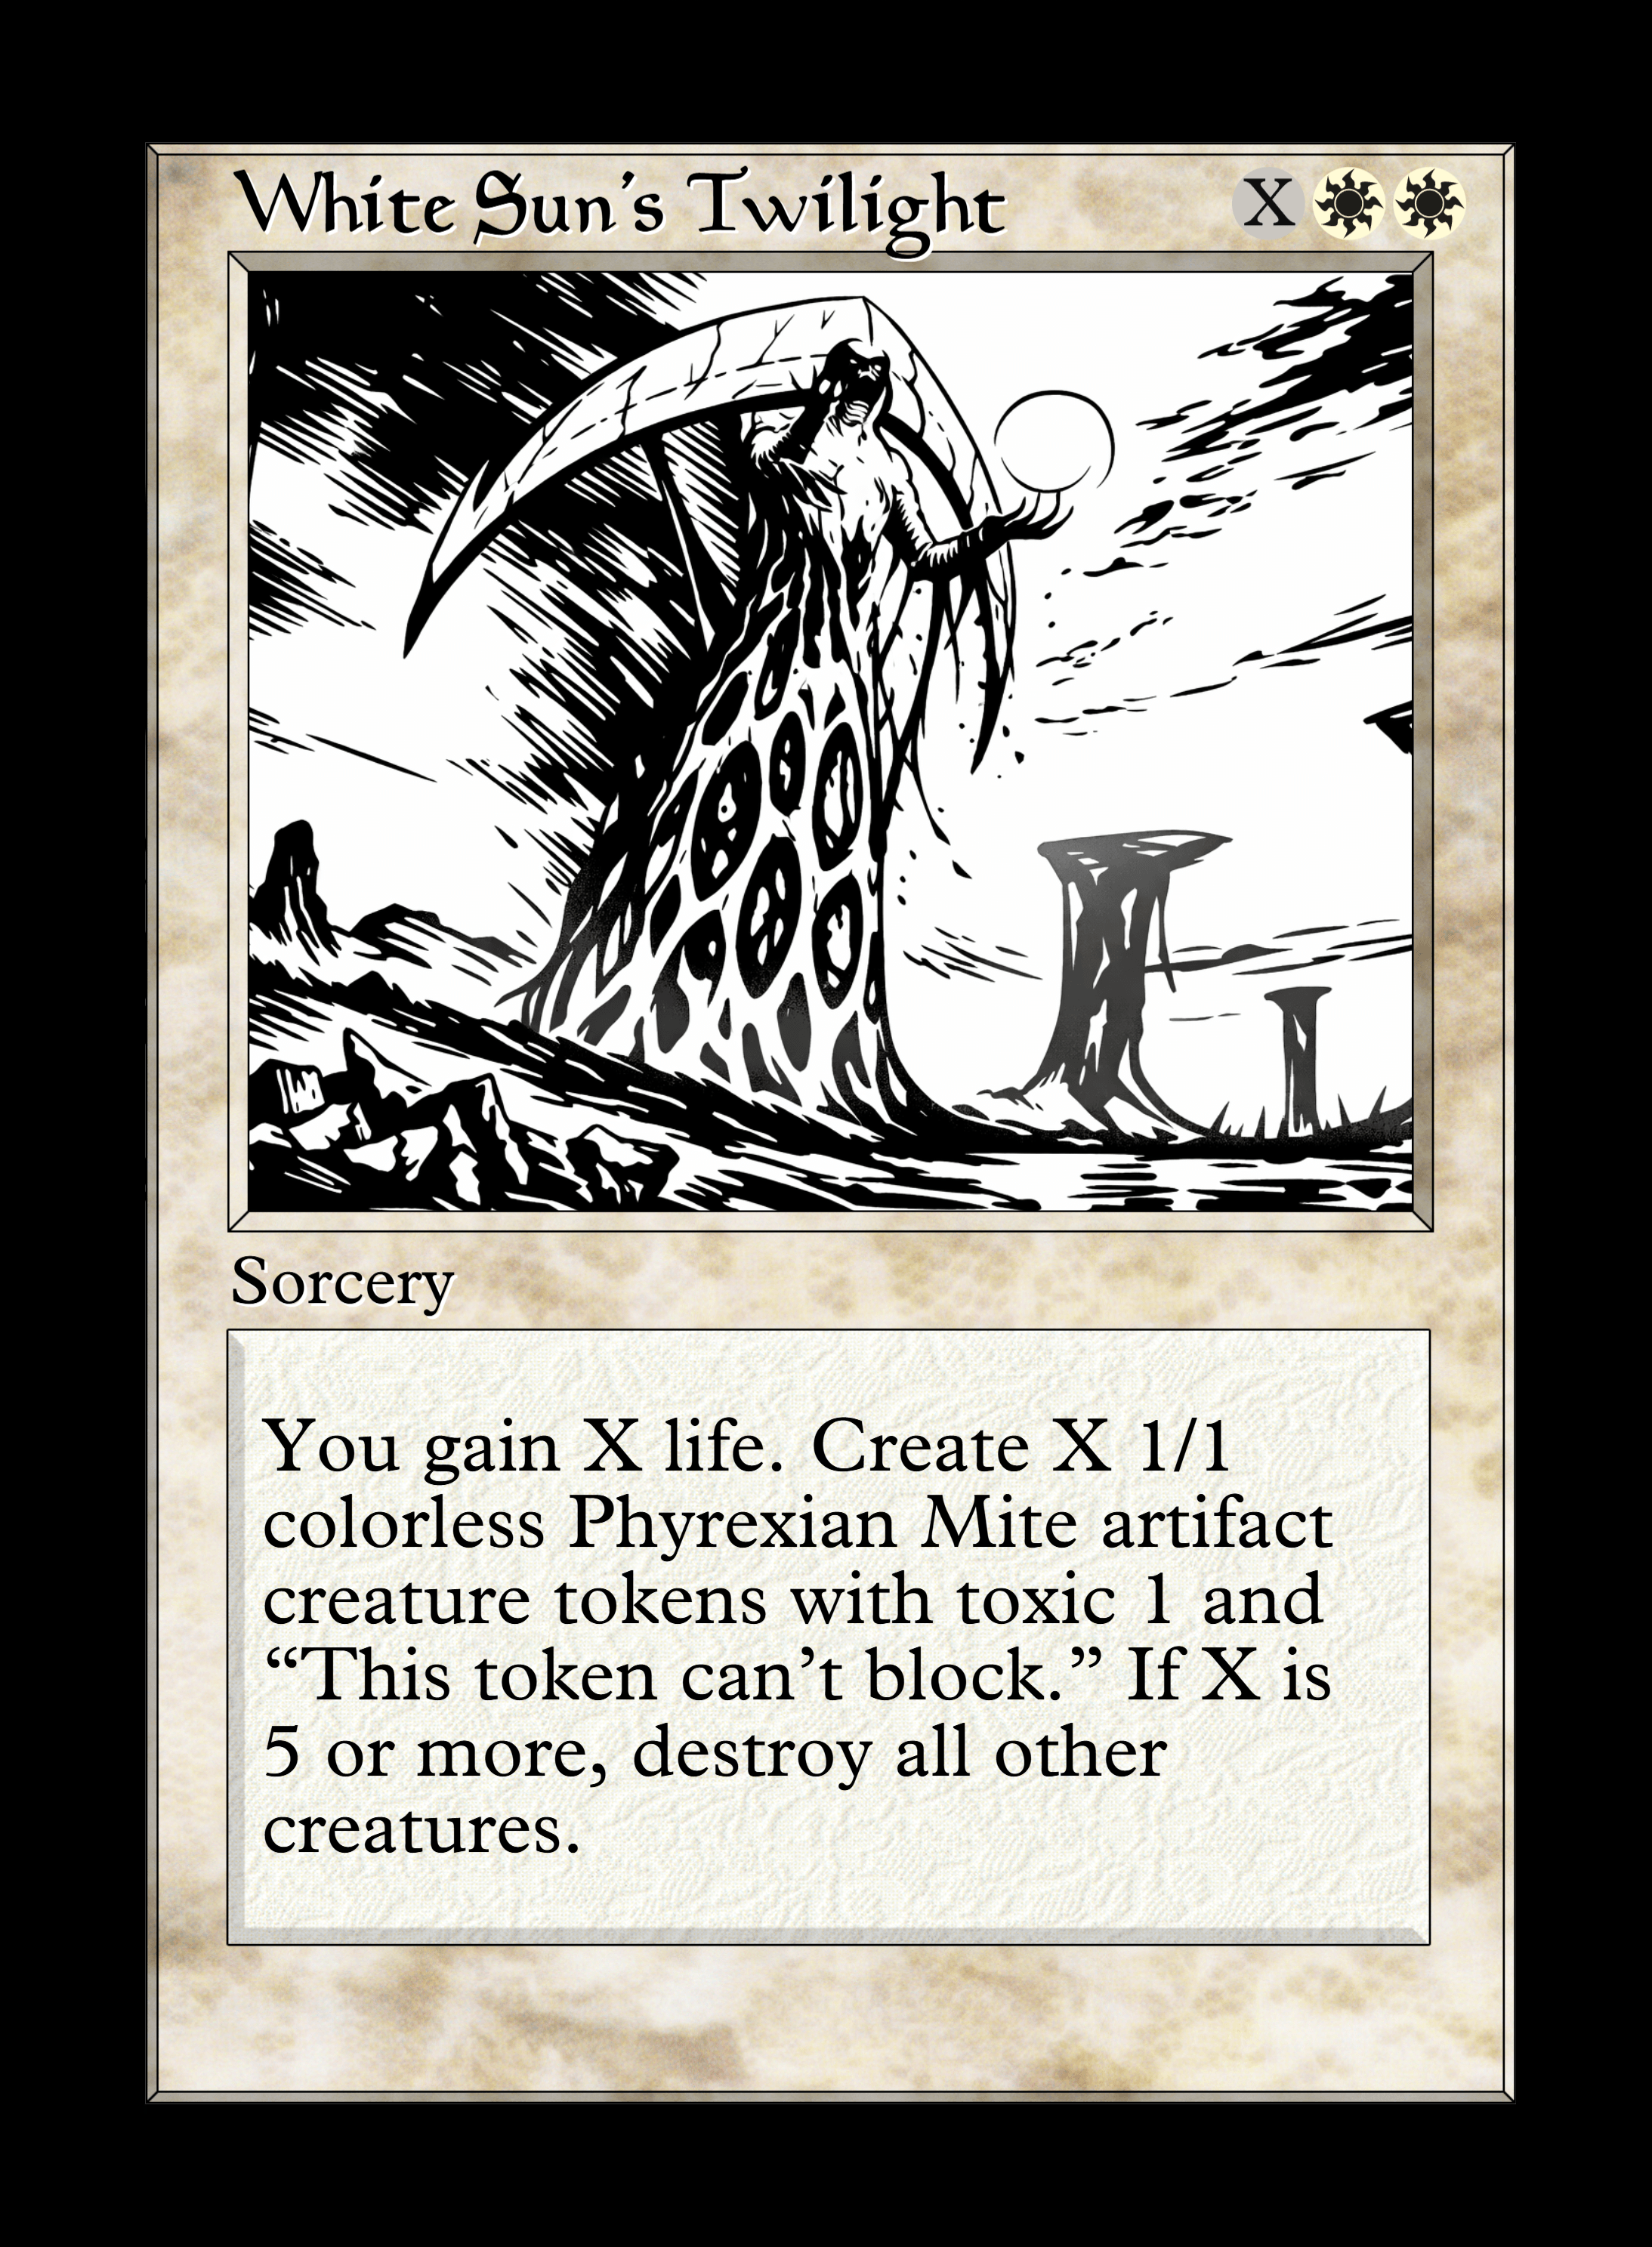 White Sun's Twilight X
Sorcery
You gain X life. Create X 1/1
colorless Phyrexian Mite artifact
creature tokens with toxic 1 and
“This token can’t block.” If X is
5 or more, destroy all other
creatures.